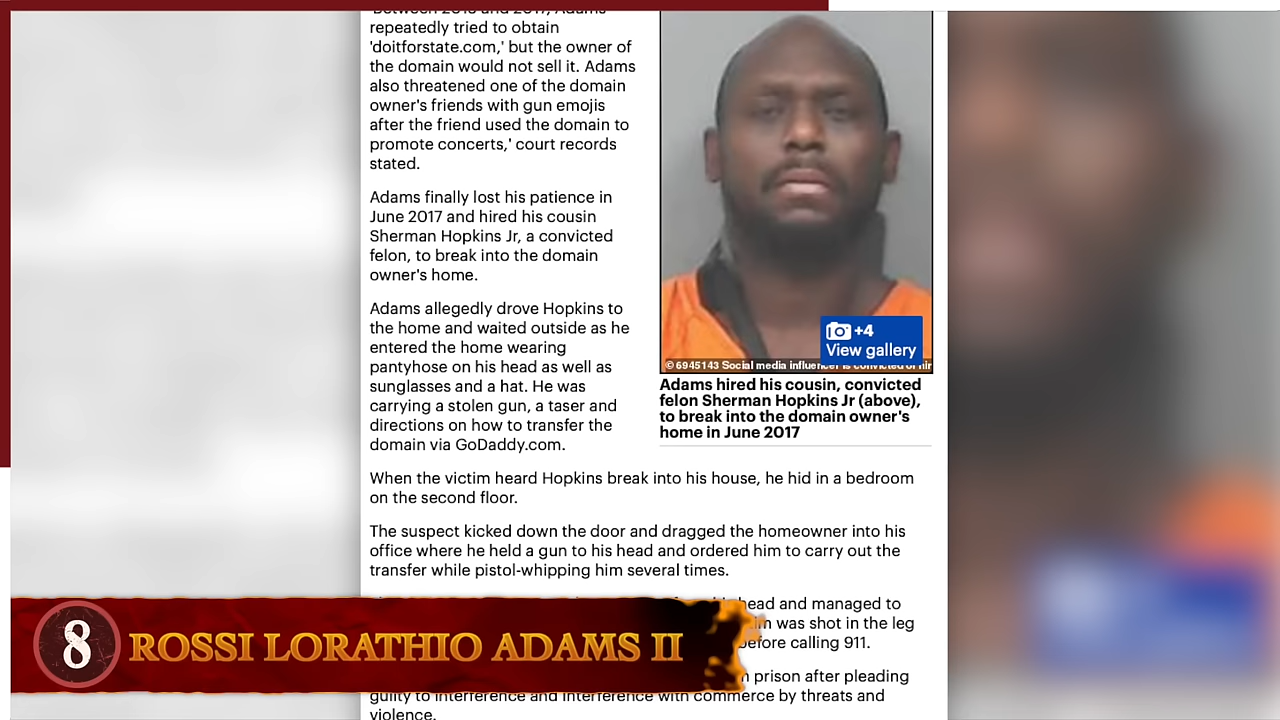 repeatedly tried to obtain
'doitforstate.com,' but the owner of
the domain would not sell it. Adams
also threatened one of the domain
owner's friends with gun emojis
after the friend used the domain to
promote concerts,' court records
stated.
Adams finally lost his patience in
June 2017 and hired his cousin
Sherman Hopkins Jr, a convicted
felon, to break into the domain
owner's home.
Adams allegedly drove Hopkins to
the home and waited outside as he
entered the home wearing
pantyhose on his head as well as
sunglasses and a hat. He was
carrying a stolen gun, a taser and
directions on how to transfer the
domain via GoDaddy.com.
+4
View gallery
© 6945143 Social media influencer is convicted of
Adams hired his cousin, convicted
felon Sherman Hopkins Jr (above),
to break into the domain owner's
home in June 2017
When the victim heard Hopkins break into his house, he hid in a bedroom
on the second floor.
The suspect kicked down the door and dragged the homeowner into his
office where he held a gun to his head and ordered him to carry out the
transfer while pistol-whipping him several times.
head and managed to
was shot in the leg
before calling 911.
prison after pleading
guilty to interference and interference with commerce by threats and
violence.
8 ROSSI LORATHIO ADAMS II